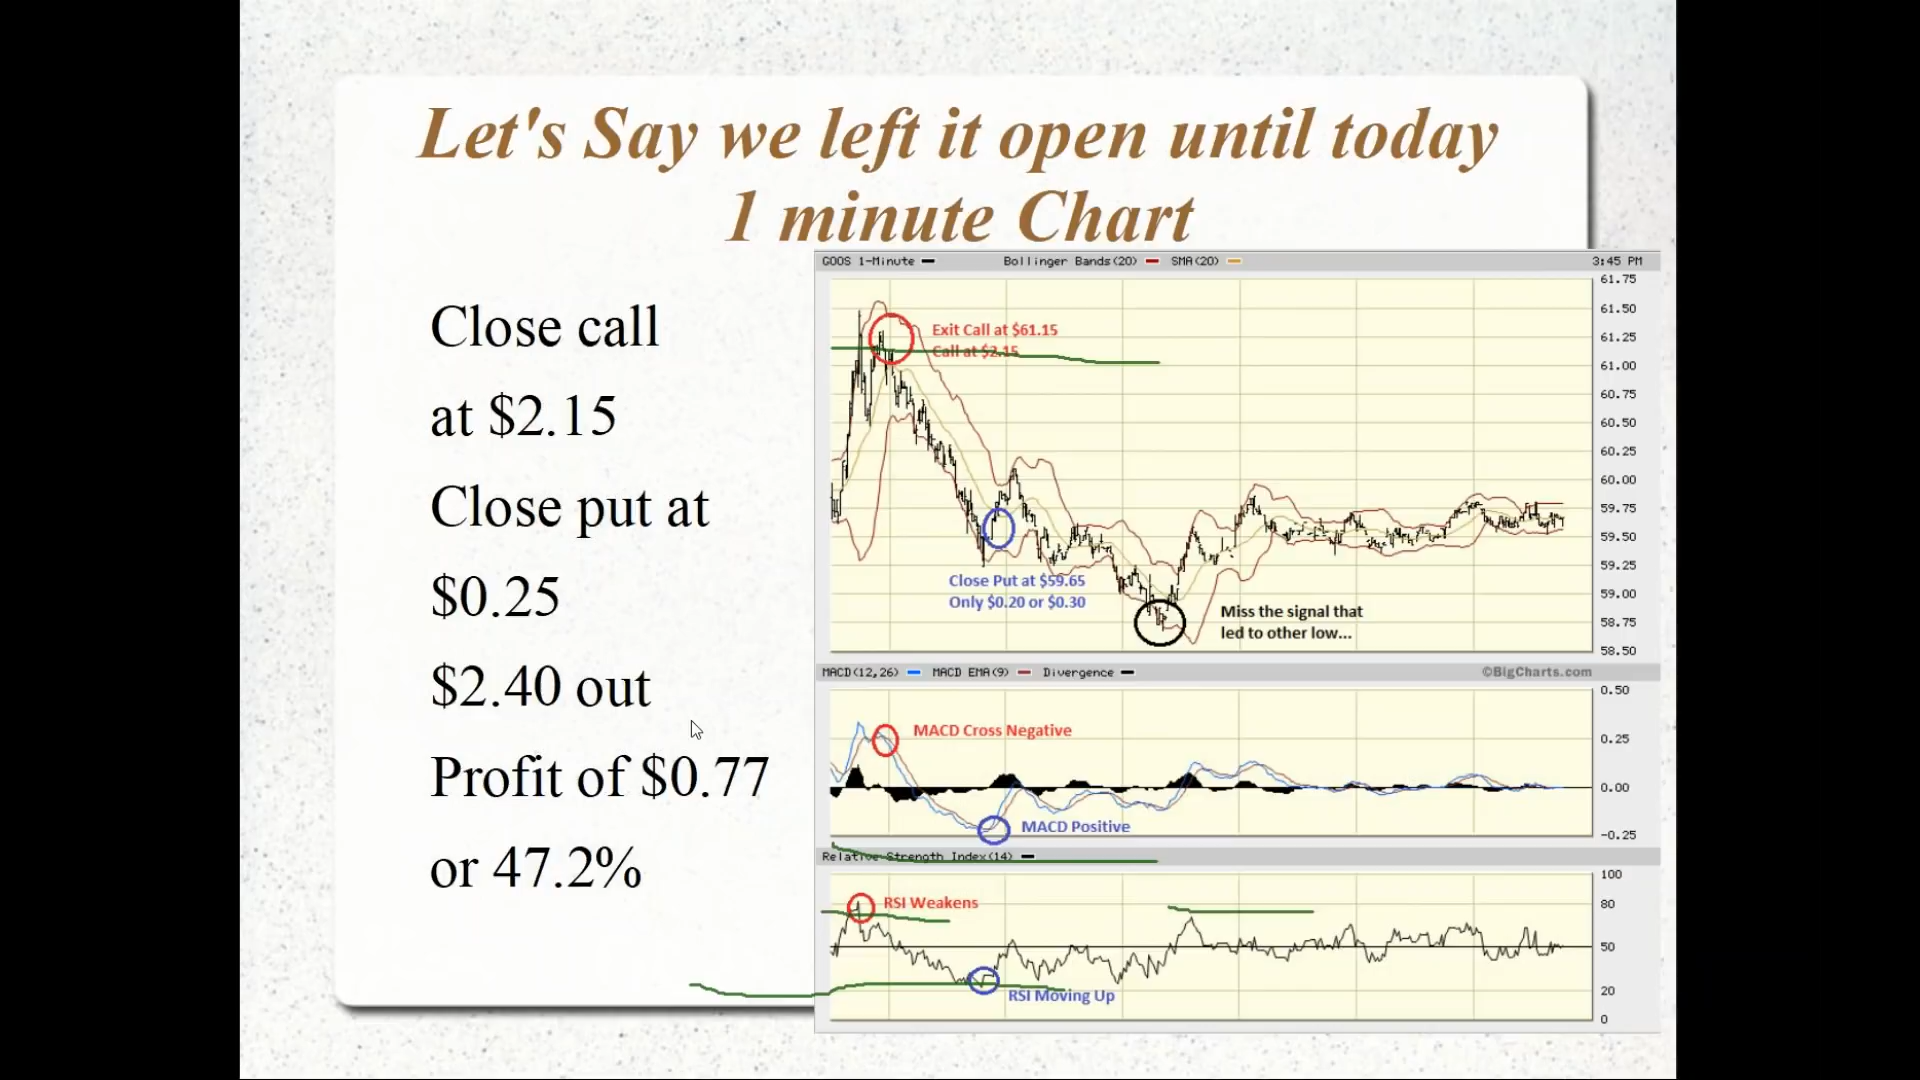 Let's Say we left it open until today
1 minute Chart
Close call
at $2.15
Close put at
$0.25
$2.40 out
Profit of $0.77
or 47.2%
GOOS 1-Minute Bollinger Bands(20) SMA(20) 3:45 PM
61.75
61.50
61.25
61.00
60.75
60.50
60.25
60.00
59.75
59.50
59.25
59.00
58.75
58.50
Exit Call at $61.15
Call at $2.15
Close Put at $59.65
Only $0.20 or $0.30
Miss the signal that
led to other low...
MACD(12,26) MACD EMA(9) Divergence ©BigCharts.com
0.50
0.25
0.00
-0.25
MACD Cross Negative
MACD Positive
Relative Strength Index(14)
100
80
50
20
0
RSI Weakens
RSI Moving Up